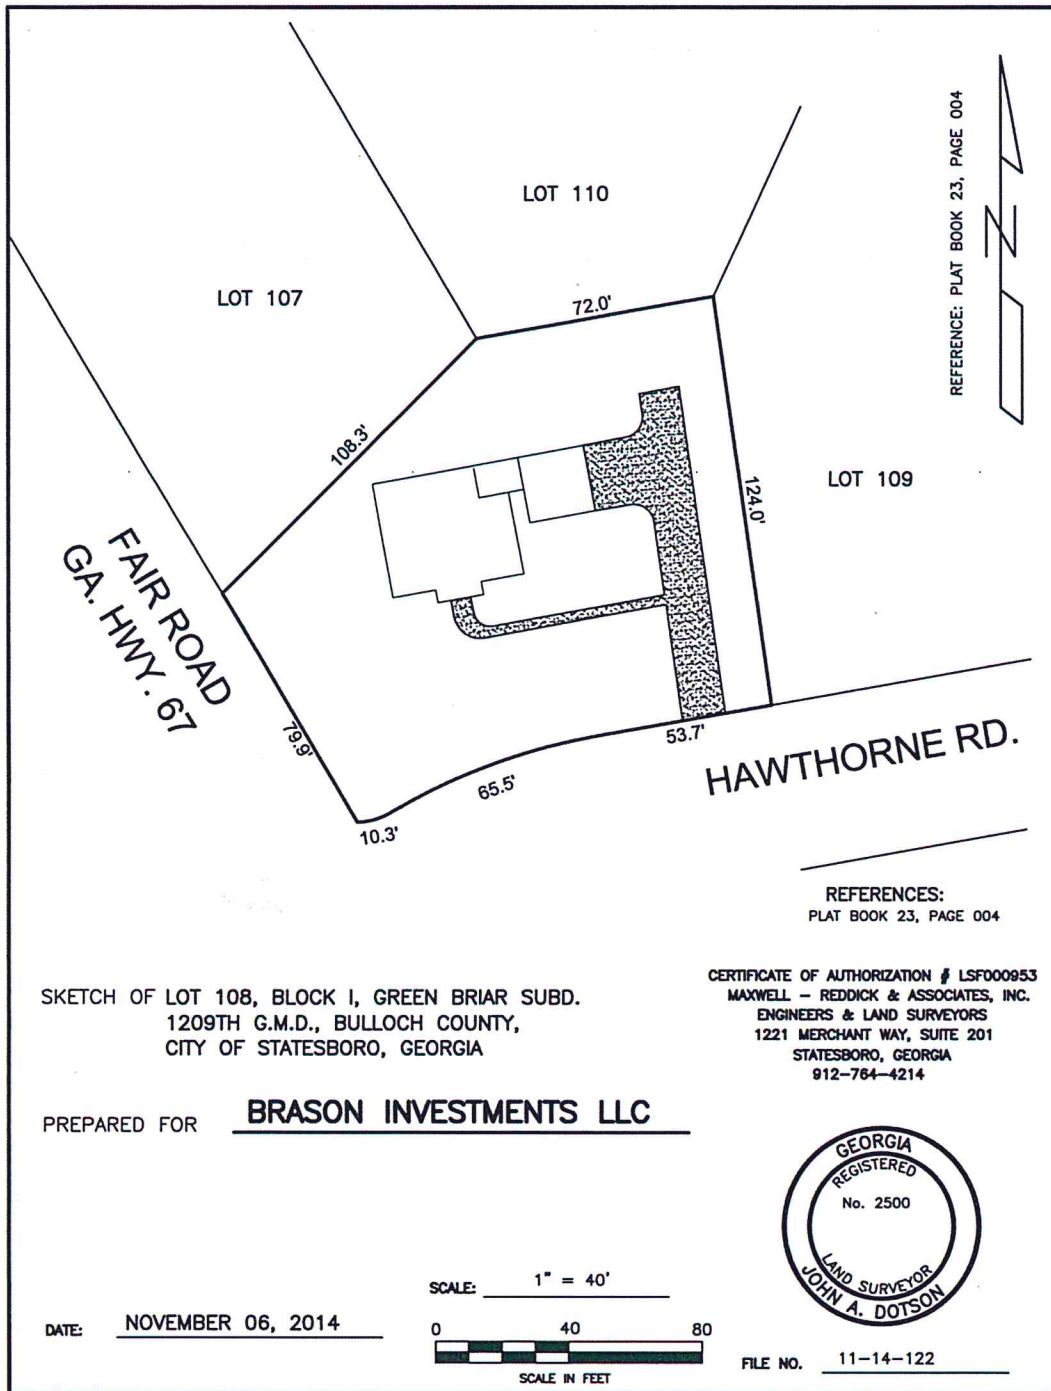 REFERENCE: PLAT BOOK 23, PAGE 004
N
LOT 110
LOT 107
72.0'
108.3'
LOT 109
124.0'
FAIR ROAD
GA. HWY. 67
79.9'
53.7'
65.5'
10.3'
HAWTHORNE RD.
REFERENCES:
PLAT BOOK 23, PAGE 004
SKETCH OF LOT 108, BLOCK I, GREEN BRIAR SUBD.
1209TH G.M.D., BULLOCH COUNTY,
CITY OF STATESBORO, GEORGIA
CERTIFICATE OF AUTHORIZATION # LSF000953
MAXWELL - REDDICK & ASSOCIATES, INC.
ENGINEERS & LAND SURVEYORS
1221 MERCHANT WAY, SUITE 201
STATESBORO, GEORGIA
912-764-4214
PREPARED FOR BRASON INVESTMENTS LLC
GEORGIA
REGISTERED
No. 2500
LAND SURVEYOR
JOHN A. DOTSON
SCALE: 1" = 40'
DATE: NOVEMBER 06, 2014
0 40 80
SCALE IN FEET
FILE NO. 11-14-122